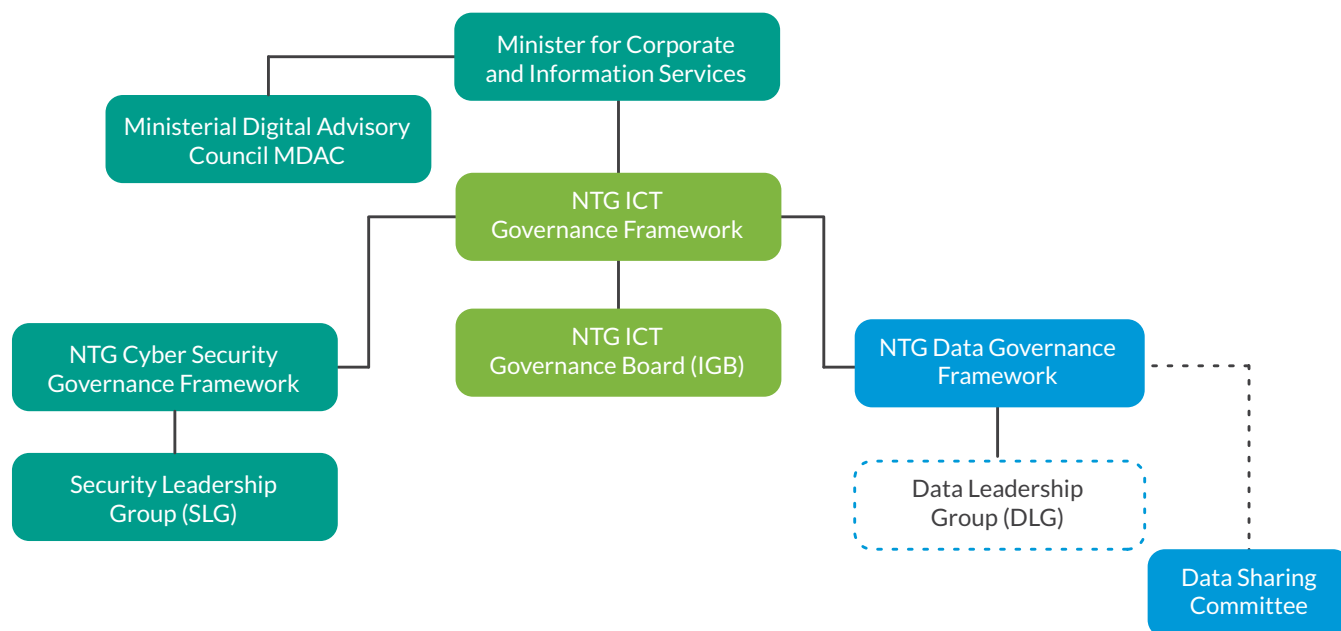 Minister for Corporate
and Information Services
Ministerial Digital Advisory
Council MDAC
NTG ICT
Governance Framework
NTG ICT
Governance Board (IGB)
NTG Cyber Security
Governance Framework
NTG Data Governance
Framework
Security Leadership
Group (SLG)
Data Leadership
Group (DLG)
Data Sharing
Committee